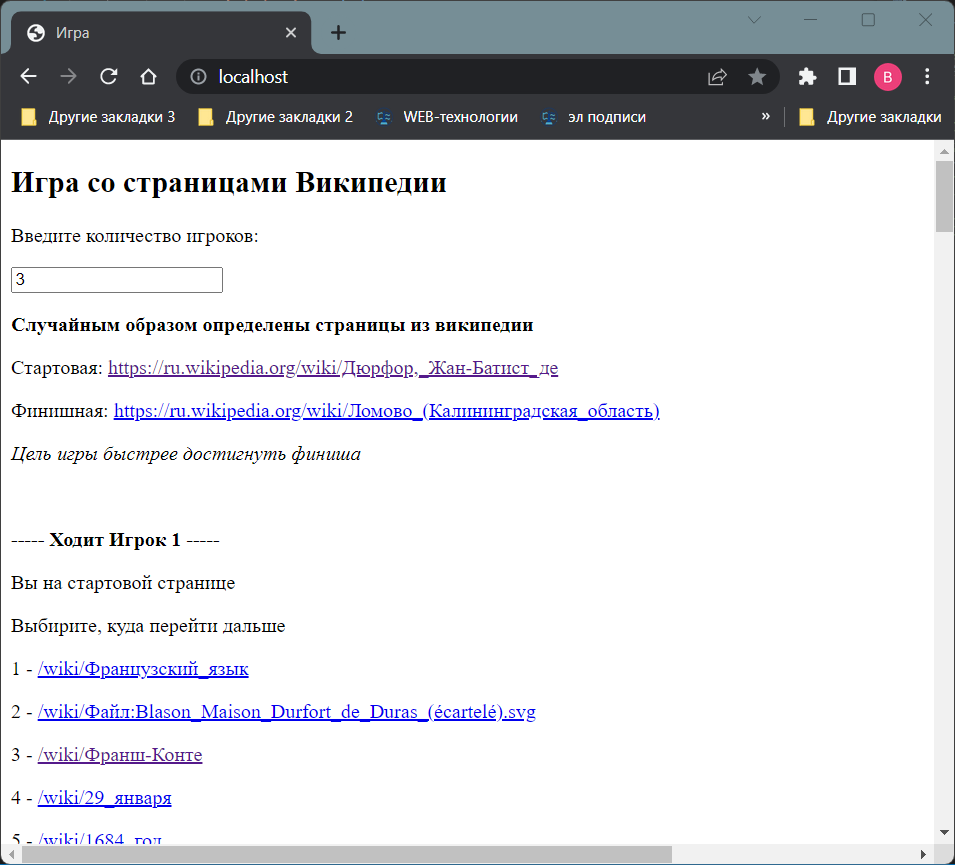 Игра
localhost
В
Другие закладки 3 Другие закладки 2 WEB-технологии эл подписи » Другие закладки
Игра со страницами Википедии
Введите количество игроков:
3
Случайным образом определены страницы из википедии
Стартовая: https://ru.wikipedia.org/wiki/Дюрфор,_Жан-Батист_де
Финишная: https://ru.wikipedia.org/wiki/Ломово_(Калининградская_область)
Цель игры быстрее достигнуть финиша
----- Ходит Игрок 1 -----
Вы на стартовой странице
Выбирите, куда перейти дальше
1 - /wiki/Французский_язык
2 - /wiki/Файл:Blason_Maison_Durfort_de_Duras_(écartelé).svg
3 - /wiki/Франш-Конте
4 - /wiki/29_января
5 - /wiki/1684_год